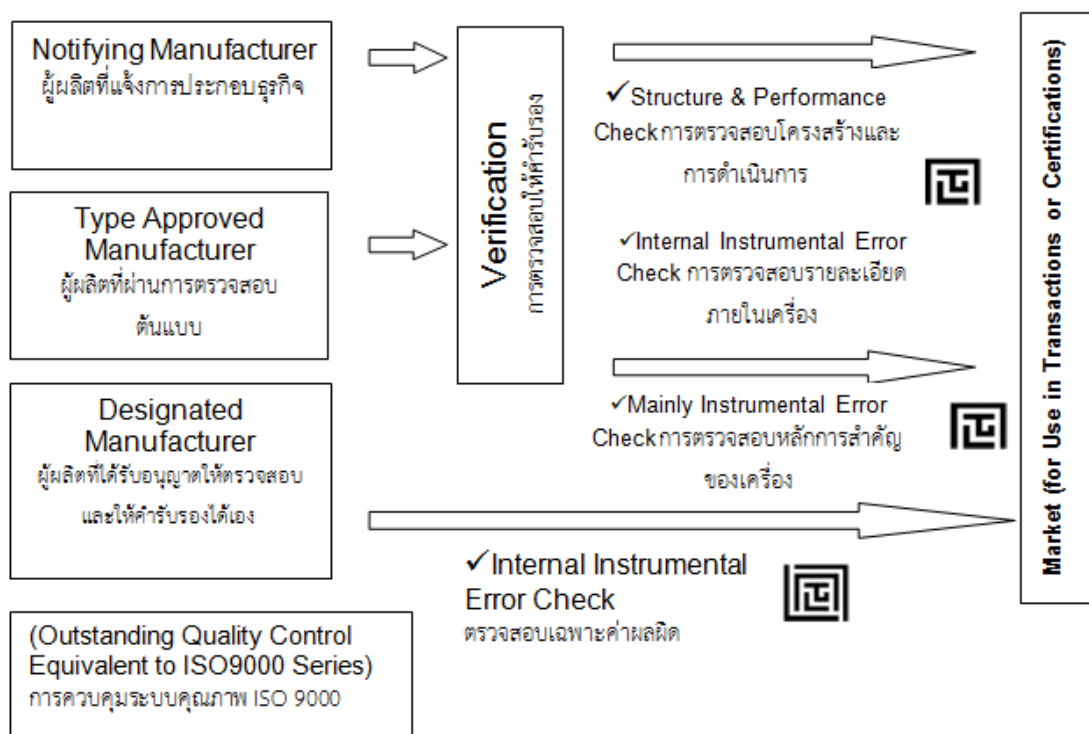 Notifying Manufacturer
ผู้ผลิตที่แจ้งการประกอบธุรกิจ
Type Approved
Manufacturer
ผู้ผลิตที่ผ่านการตรวจสอบ
ต้นแบบ
Designated
Manufacturer
ผู้ผลิตที่ได้รับอนุญาตให้ตรวจสอบ
และให้คำรับรองได้เอง
(Outstanding Quality Control
Equivalent to ISO9000 Series)
การควบคุมระบบคุณภาพ ISO 9000
Verification
การตรวจสอบให้คำรับรอง
✓Structure & Performance
Check การตรวจสอบโครงสร้างและ
การดำเนินการ
✓Internal Instrumental Error
Check การตรวจสอบรายละเอียด
ภายในเครื่อง
✓Mainly Instrumental Error
Check การตรวจสอบหลักการสำคัญ
ของเครื่อง
✓Internal Instrumental
Error Check
ตรวจสอบเฉพาะค่าผลผิด
Market (for Use in Transactions or Certifications)